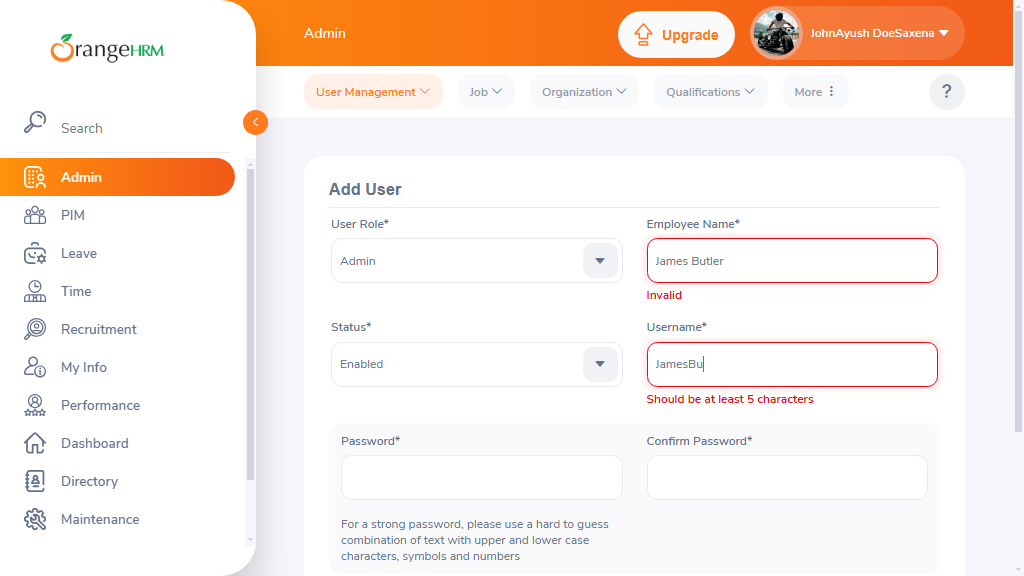 OrangeHRM
Search
Admin
PIM
Leave
Time
Recruitment
My Info
Performance
Dashboard
Directory
Maintenance
Admin
Upgrade
JohnAyush DoeSaxena
User Management
Job
Organization
Qualifications
More
?
Add User
User Role*
Employee Name*
Admin
James Butler
Invalid
Status*
Username*
Enabled
JamesBu
Should be at least 5 characters
Password*
Confirm Password*
For a strong password, please use a hard to guess
combination of text with upper and lower case
characters, symbols and numbers